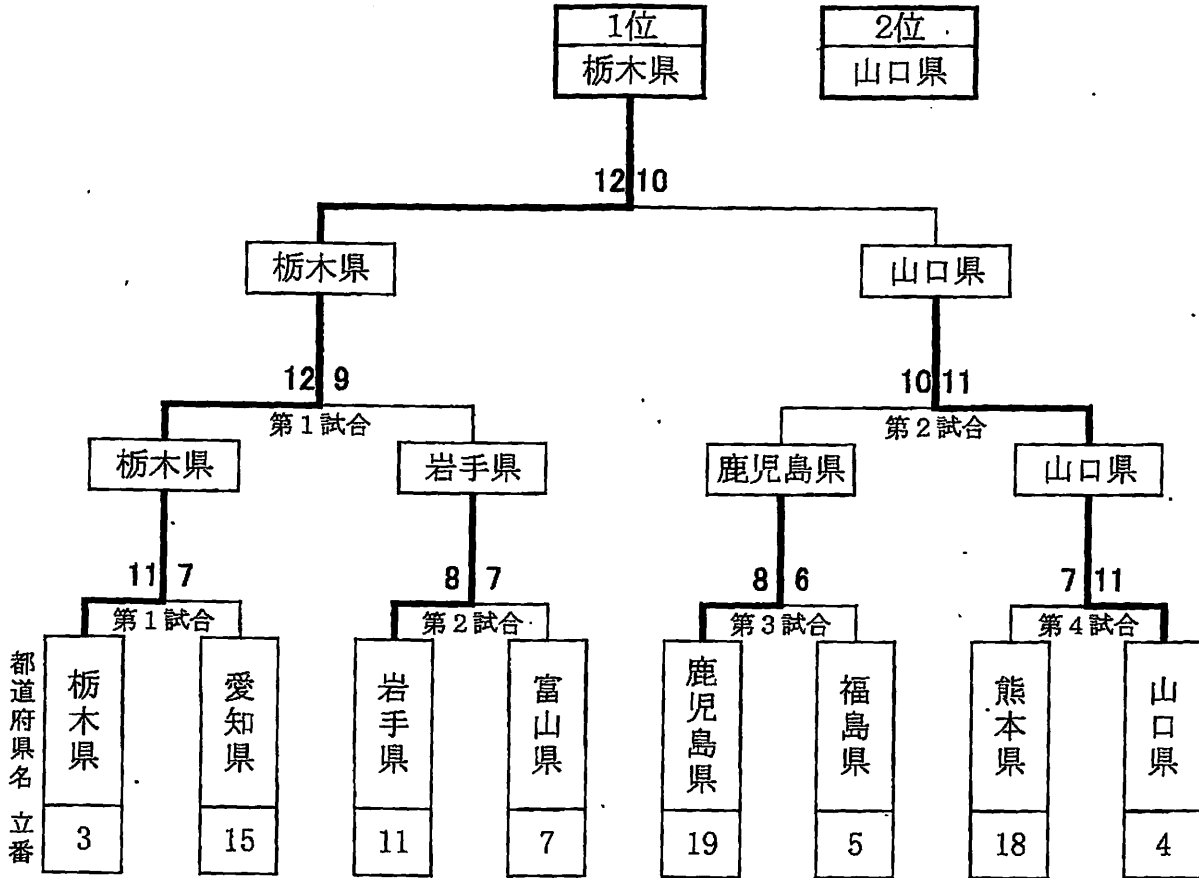 1位 2位
栃木県 山口県
12 10
栃木県 山口県
12 9 10 11
第1試合 第2試合
栃木県 岩手県 鹿児島県 山口県
11 7 8 7 8 6 7 11
第1試合 第2試合 第3試合 第4試合
都道府県名 栃木県 愛知県 岩手県 富山県 鹿児島県 福島県 熊本県 山口県
立番 3 15 11 7 19 5 18 4